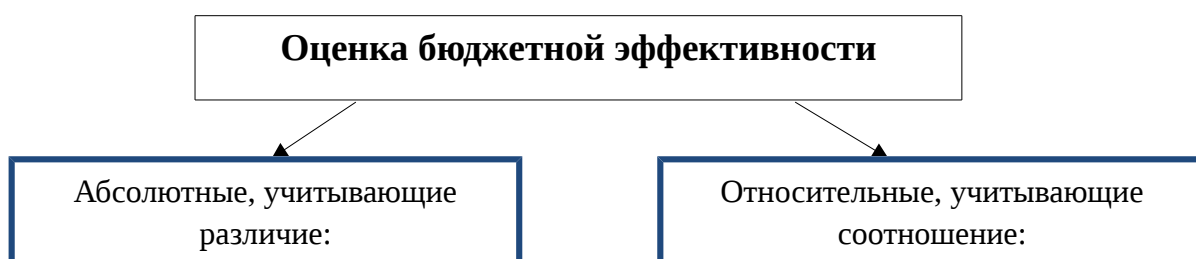 Оценка бюджетной эффективности
Абсолютные, учитывающие
различие:
Относительные, учитывающие
соотношение: